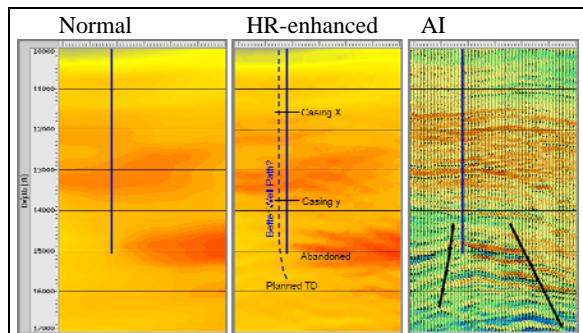 Normal
HR-enhanced
AI
10000
11000
12000
13000
14000
15000
16000
17000
Depth [ft]
Casing X
Better Well Path?
Casing y
Abandoned
Planned TD